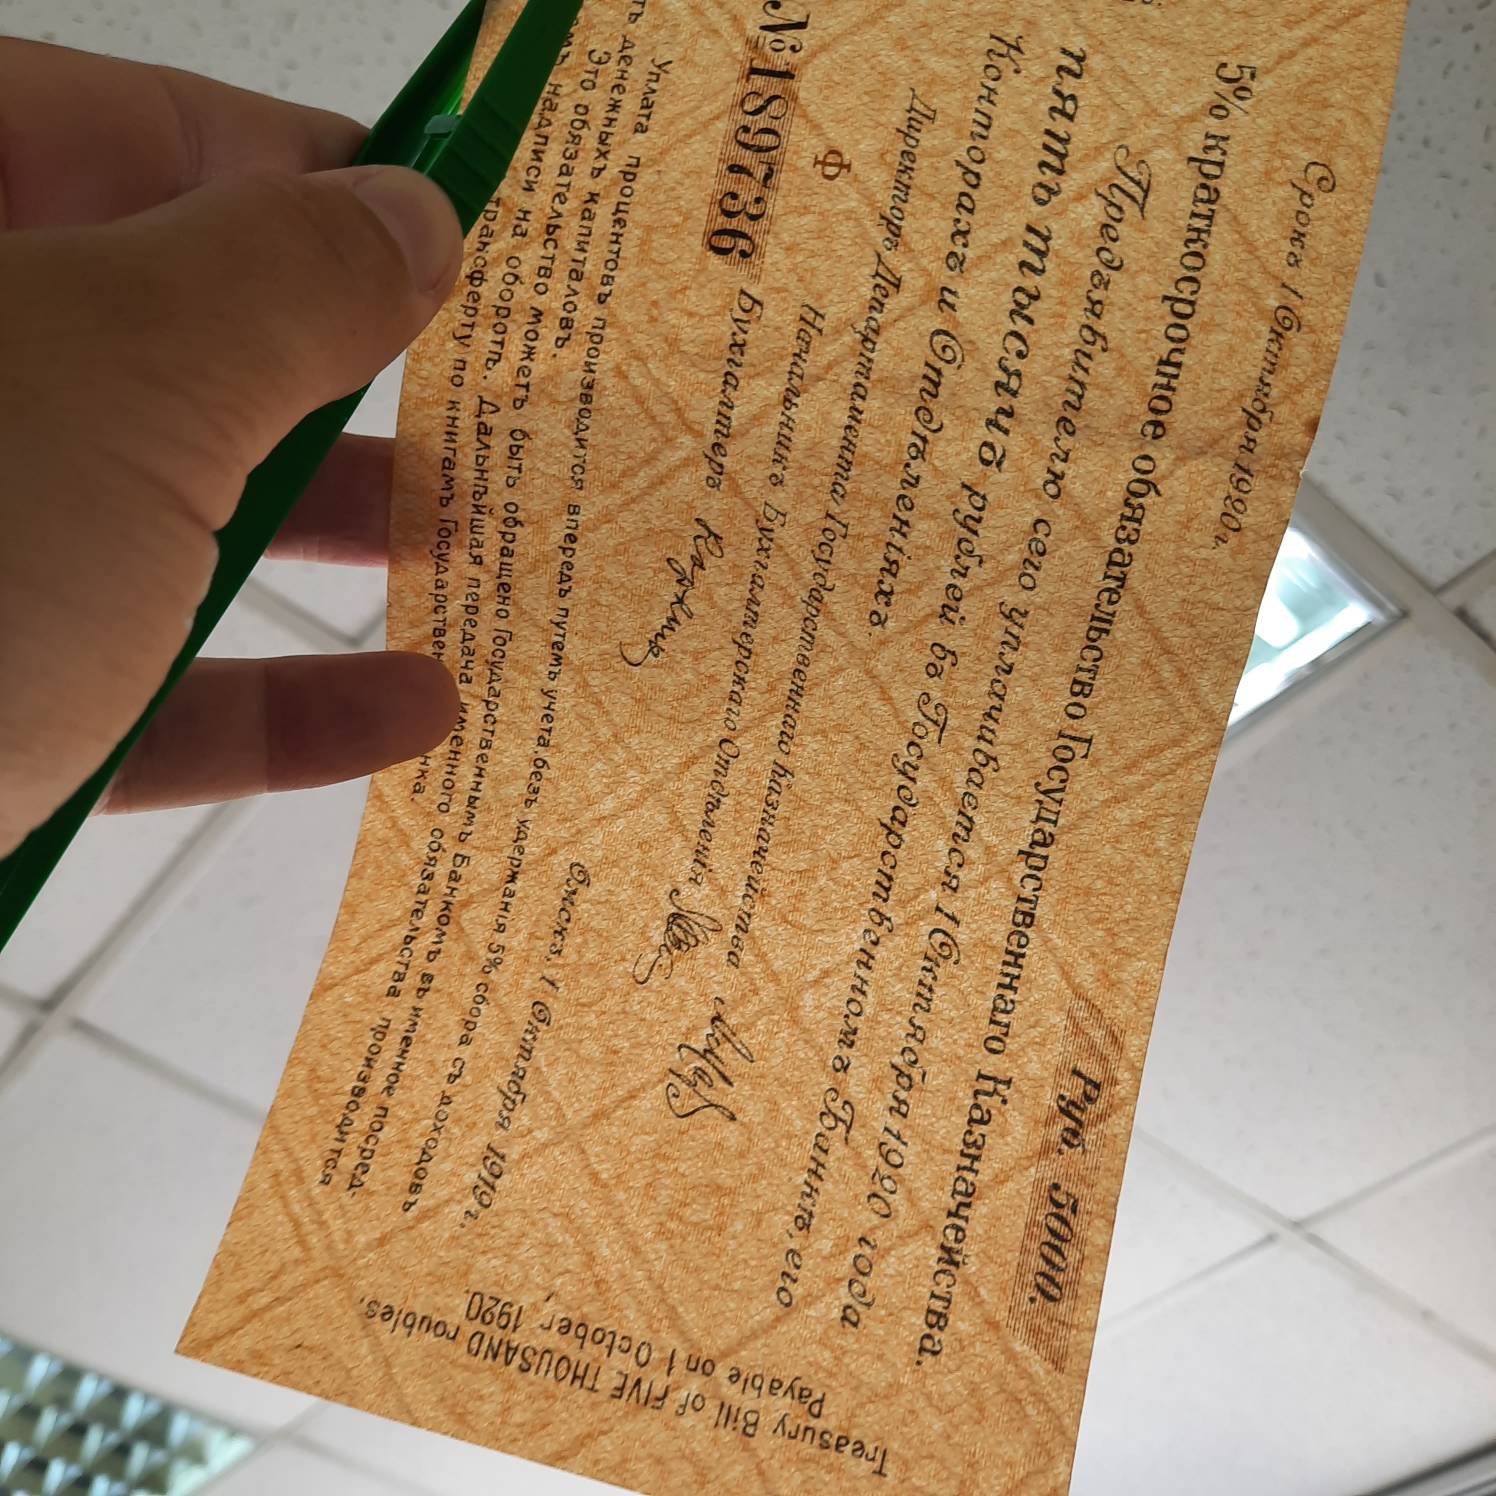 Срокъ 1 Октября 1920 г.
5% краткосрочное обязательство Государственнаго Казначейства.
Руб. 5000.
Предъявителю сего уплачивается 1 Октября 1920 года
пять тысячъ рублей въ Государственномъ Банкѣ, его
Конторахъ и Отдѣленіяхъ.
Директоръ Департамента Государственнаго Казначейства
Ф
Начальникъ Бухгалтерскаго Отдѣленія
№ 189736
Бухгалтеръ
Омскъ, 1 Октября 1919 г.
Уплата процентовъ производится впередъ путемъ учета, безъ удержанія 5% сбора съ доходовъ
денежныхъ капиталовъ.
Это обязательство можетъ быть обращено Государственнымъ Банкомъ въ именное посред-
надписи на оборотѣ. Дальнѣйшая передача именного обязательства производится
трансферту по книгамъ
Treasury Bill of FIVE THOUSAND roubles,
Payable on 1 October, 1920.